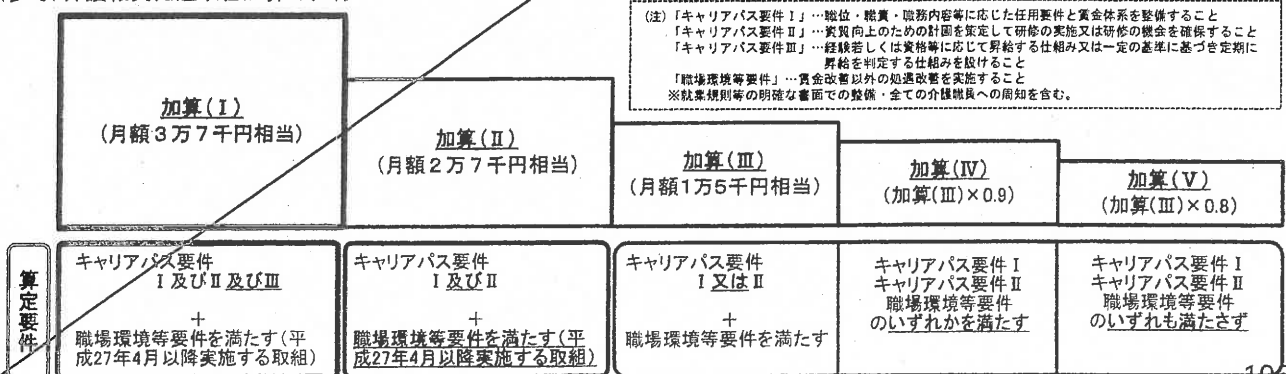 (注)「キャリアパス要件Ⅰ」…職位・職責・職務内容等に応じた任用要件と賃金体系を整備すること
「キャリアパス要件Ⅱ」…資質向上のための計画を策定して研修の実施又は研修の機会を確保すること
「キャリアパス要件Ⅲ」…経験若しくは資格等に応じて昇給する仕組み又は一定の基準に基づき定期に
昇給を判定する仕組みを設けること
「職場環境等要件」…賃金改善以外の処遇改善を実施すること
※就業規則等の明確な書面での整備・全ての介護職員への周知を含む。
加算(Ⅰ)
(月額3万7千円相当)
加算(Ⅱ)
(月額2万7千円相当)
加算(Ⅲ)
(月額1万5千円相当)
加算(Ⅳ)
(加算(Ⅲ)×0.9)
加算(Ⅴ)
(加算(Ⅲ)×0.8)
算定要件
キャリアパス要件
Ⅰ及びⅡ及びⅢ
+
職場環境等要件を満たす(平
成27年4月以降実施する取組)
キャリアパス要件
Ⅰ及びⅡ
+
職場環境等要件を満たす(平
成27年4月以降実施する取組)
キャリアパス要件
Ⅰ又はⅡ
+
職場環境等要件を満たす
キャリアパス要件Ⅰ
キャリアパス要件Ⅱ
職場環境等要件
のいずれかを満たす
キャリアパス要件Ⅰ
キャリアパス要件Ⅱ
職場環境等要件
のいずれも満たさず